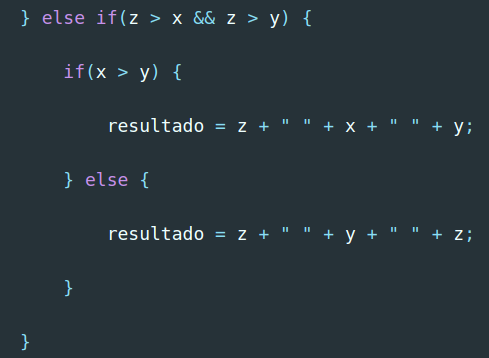 } else if(z > x && z > y) {
    if(x > y) {
        resultado = z + " " + x + " " + y;
    } else {
        resultado = z + " " + y + " " + z;
    }
}